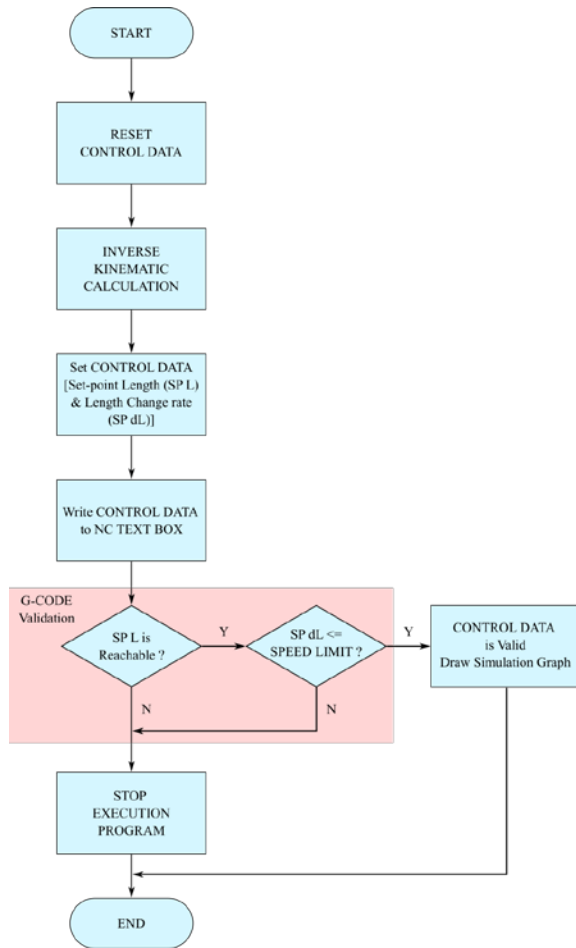 START
RESET
CONTROL DATA
INVERSE
KINEMATIC
CALCULATION
Set CONTROL DATA
[Set-point Length (SP L)
& Length Change rate
(SP dL)]
Write CONTROL DATA
to NC TEXT BOX
G-CODE
Validation
SP L is
Reachable ?
Y
SP dL <=
SPEED LIMIT ?
Y
CONTROL DATA
is Valid
Draw Simulation Graph
N
N
STOP
EXECUTION
PROGRAM
END